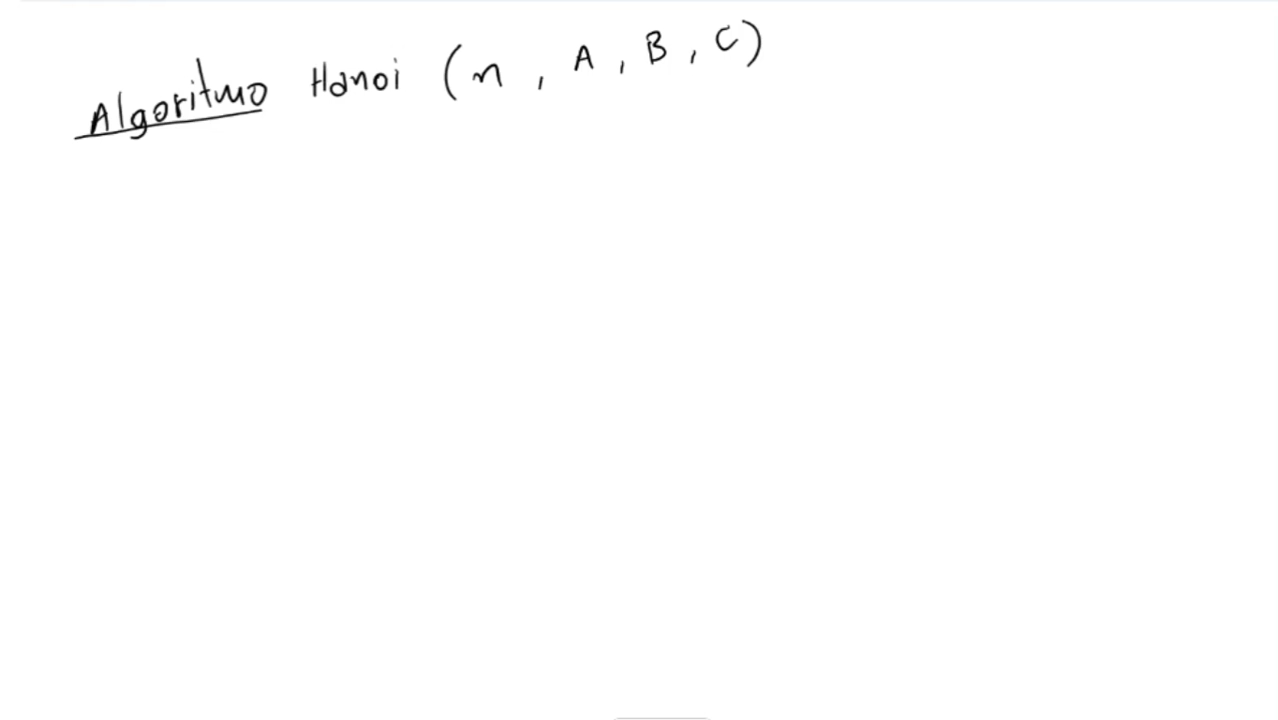 Algoritmo Hanoi (n, A, B, C)